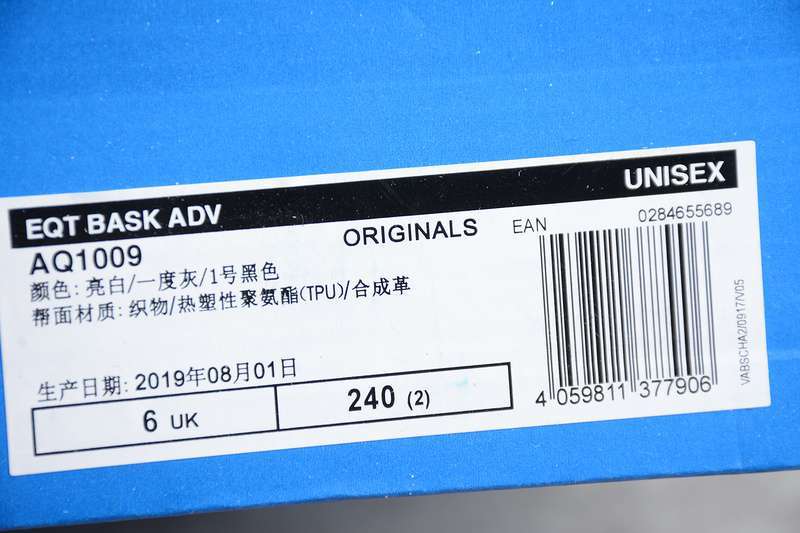 EQT BASK ADV
UNISEX
AQ1009
ORIGINALS
EAN
0284655689
颜色: 亮白/一度灰/1号黑色
帮面材质: 织物/热塑性聚氨酯(TPU)/合成革
生产日期: 2019年08月01日
6 UK
240 (2)
4 059811 377906
VABSCHA2/0917/V05